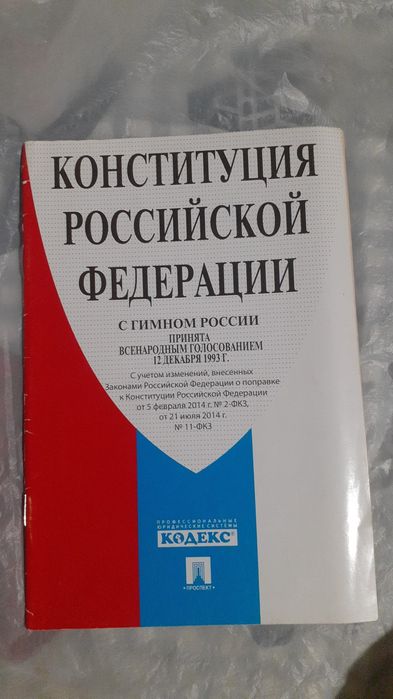 КОНСТИТУЦИЯ
РОССИЙСКОЙ
ФЕДЕРАЦИИ
С ГИМНОМ РОССИИ
ПРИНЯТА
ВСЕНАРОДНЫМ ГОЛОСОВАНИЕМ
12 ДЕКАБРЯ 1993 Г.
С учетом изменений, внесенных
Законами Российской Федерации о поправке
к Конституции Российской Федерации
от 5 февраля 2014 г. № 2-ФКЗ,
от 21 июля 2014 г.
№ 11-ФКЗ
ПРОФЕССИОНАЛЬНЫЕ
ЮРИДИЧЕСКИЕ СИСТЕМЫ
КОДЕКС
• ПРОСПЕКТ •